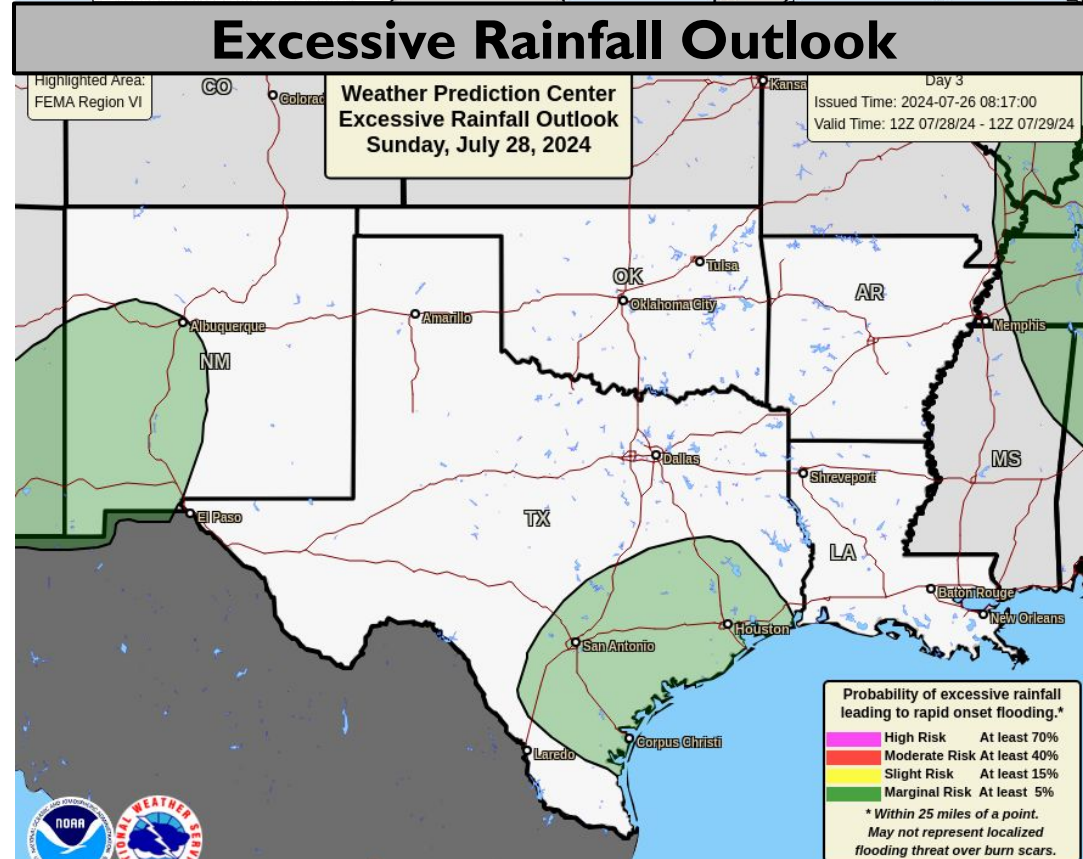 Excessive Rainfall Outlook
Highlighted Area:
FEMA Region VI
Weather Prediction Center
Excessive Rainfall Outlook
Sunday, July 28, 2024
Day 3
Issued Time: 2024-07-26 08:17:00
Valid Time: 12Z 07/28/24 - 12Z 07/29/24
CO
Colorad
Kansa
Tulsa
OK
Oklahoma City
AR
Amarillo
Albuquerque
Memphis
NM
Dallas
MS
Shreveport
El Paso
TX
LA
Baton Rouge
New Orleans
Houston
San Antonio
Corpus Christi
Laredo
Probability of excessive rainfall
leading to rapid onset flooding.*
High Risk At least 70%
Moderate Risk At least 40%
Slight Risk At least 15%
Marginal Risk At least 5%
* Within 25 miles of a point.
May not represent localized
flooding threat over burn scars.
NOAA
WEATHER